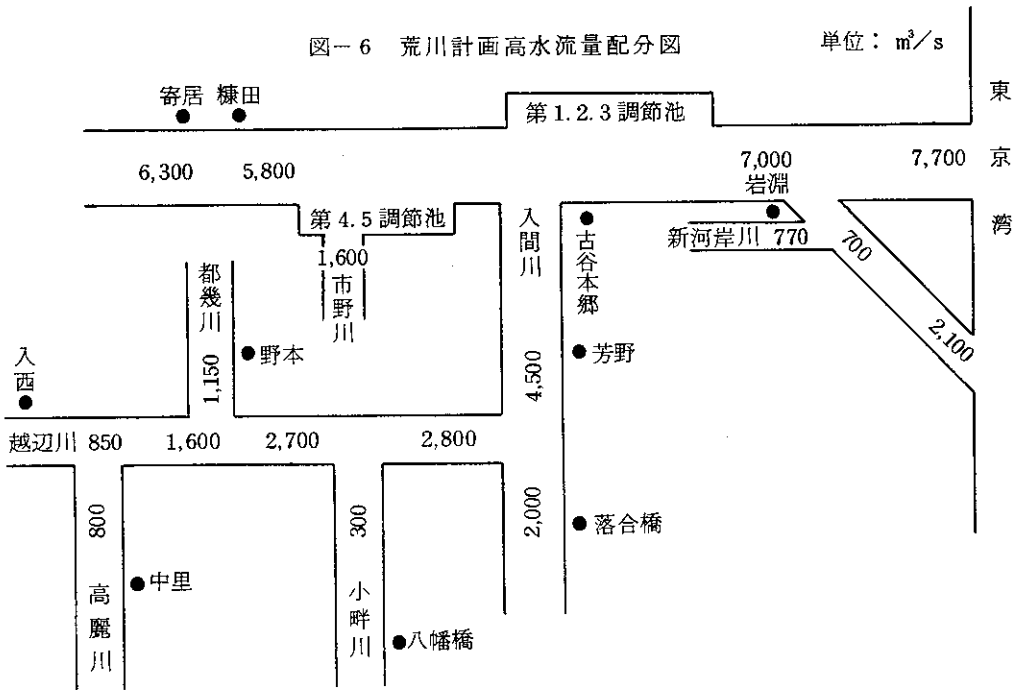 図－6 荒川計画高水流量配分図
単位： m³/s
寄居 糠田
第1.2.3調節池
東京湾
6,300 5,800
7,000 7,700
岩淵
第4.5調節池
入間川
古谷本郷
新河岸川 770
700
2,100
1,600
市野川
都幾川
1,150
野本
芳野
4,500
入西
越辺川 850 1,600 2,700 2,800
800
300
2,000
落合橋
中里
高麗川
小畔川
八幡橋